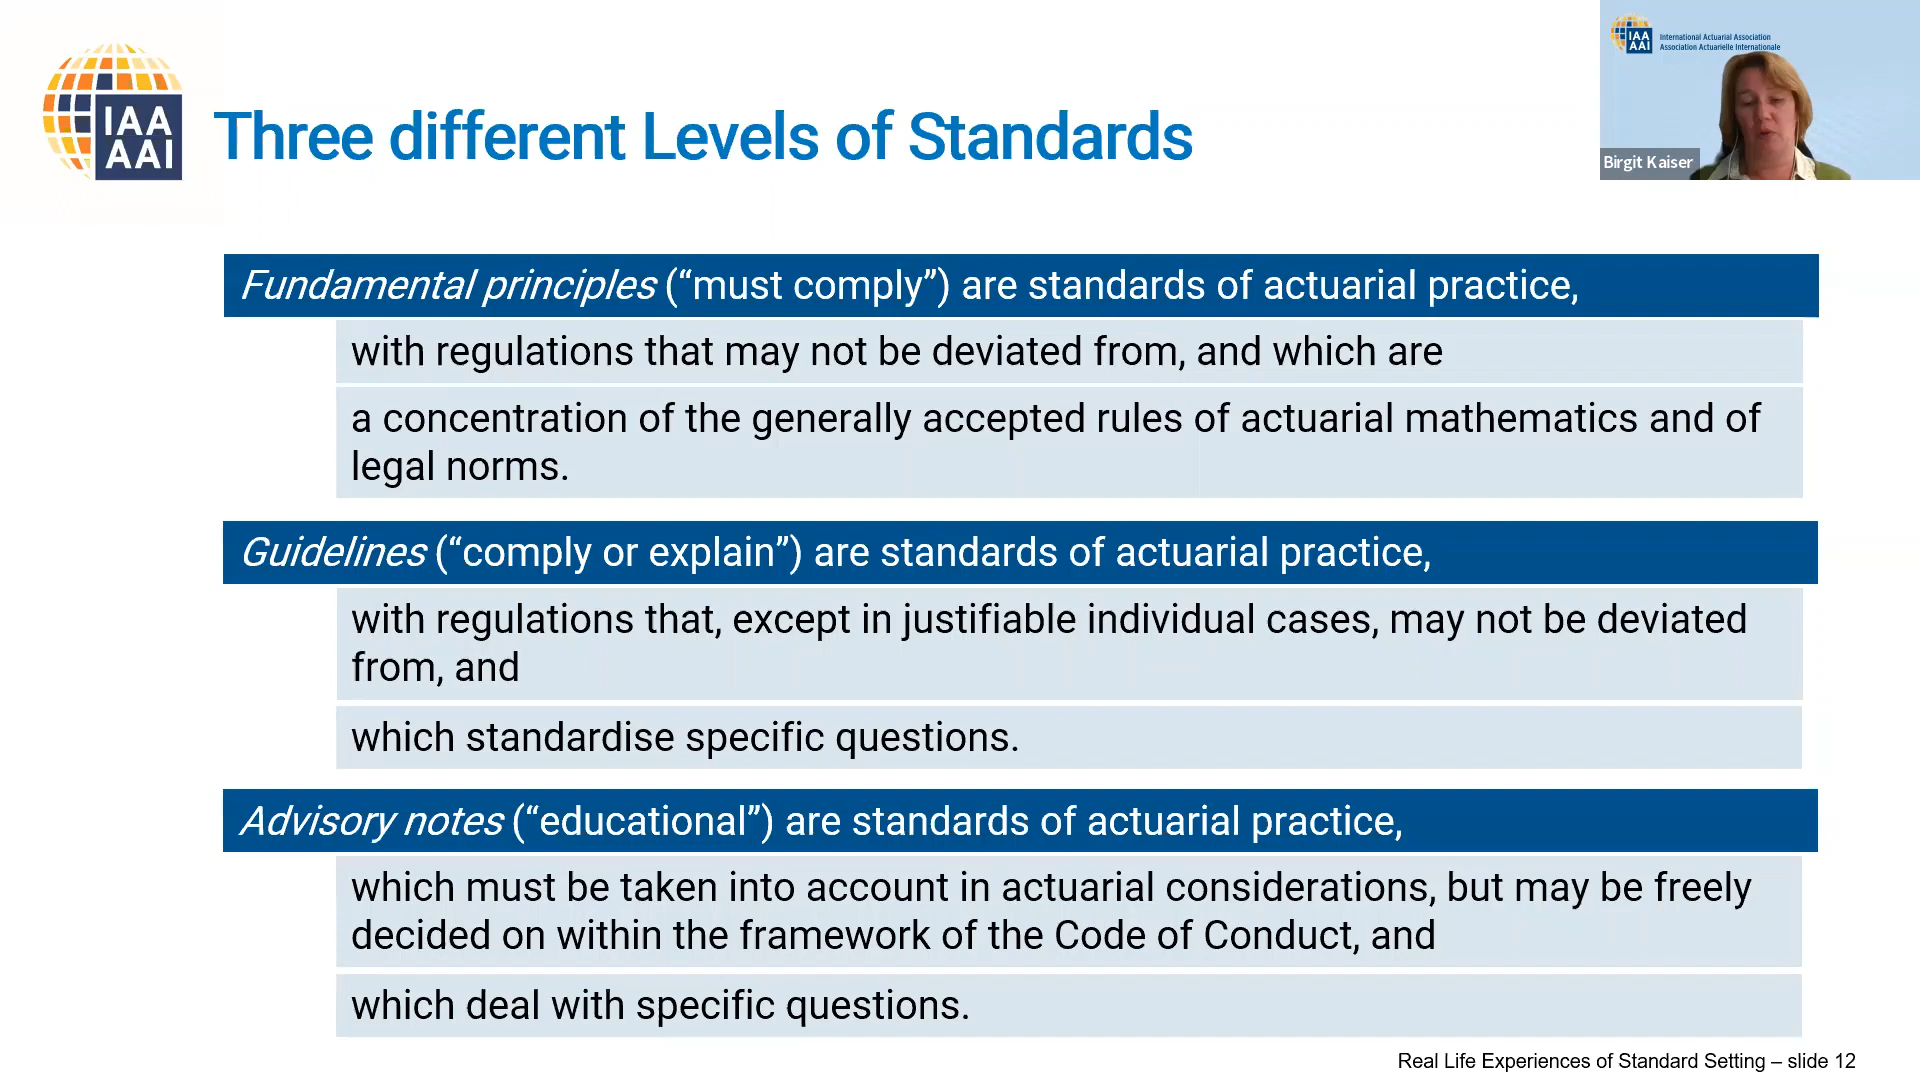 IAA
AAI
Three different Levels of Standards
IAA
AAI
International Actuarial Association
Association Actuarielle Internationale
Birgit Kaiser
Fundamental principles (“must comply”) are standards of actuarial practice,
with regulations that may not be deviated from, and which are
a concentration of the generally accepted rules of actuarial mathematics and of
legal norms.
Guidelines (“comply or explain”) are standards of actuarial practice,
with regulations that, except in justifiable individual cases, may not be deviated
from, and
which standardise specific questions.
Advisory notes (“educational”) are standards of actuarial practice,
which must be taken into account in actuarial considerations, but may be freely
decided on within the framework of the Code of Conduct, and
which deal with specific questions.
Real Life Experiences of Standard Setting – slide 12